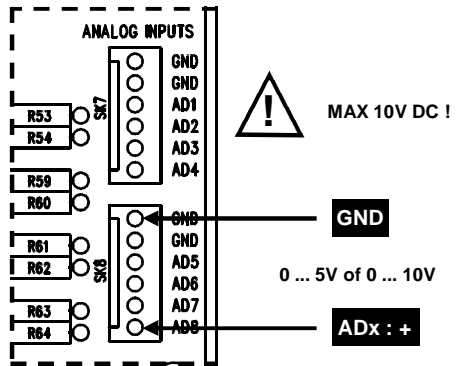 ANALOG INPUTS
SK7
GND
GND
AD1
AD2
AD3
AD4
R53
R54
R59
R60
R61
R62
R63
R64
SK8
GND
GND
AD5
AD6
AD7
AD8
!
MAX 10V DC !
GND
0 ... 5V of 0 ... 10V
ADx : +